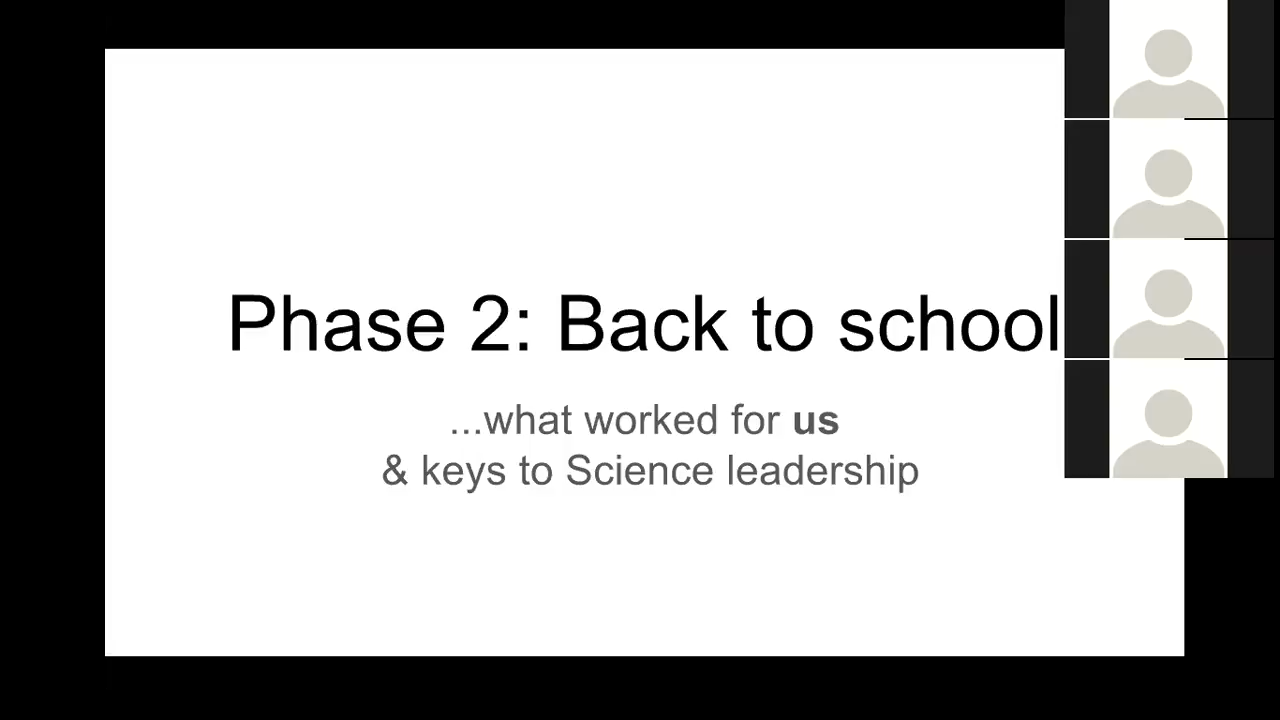 Phase 2: Back to school
...what worked for us
& keys to Science leadership